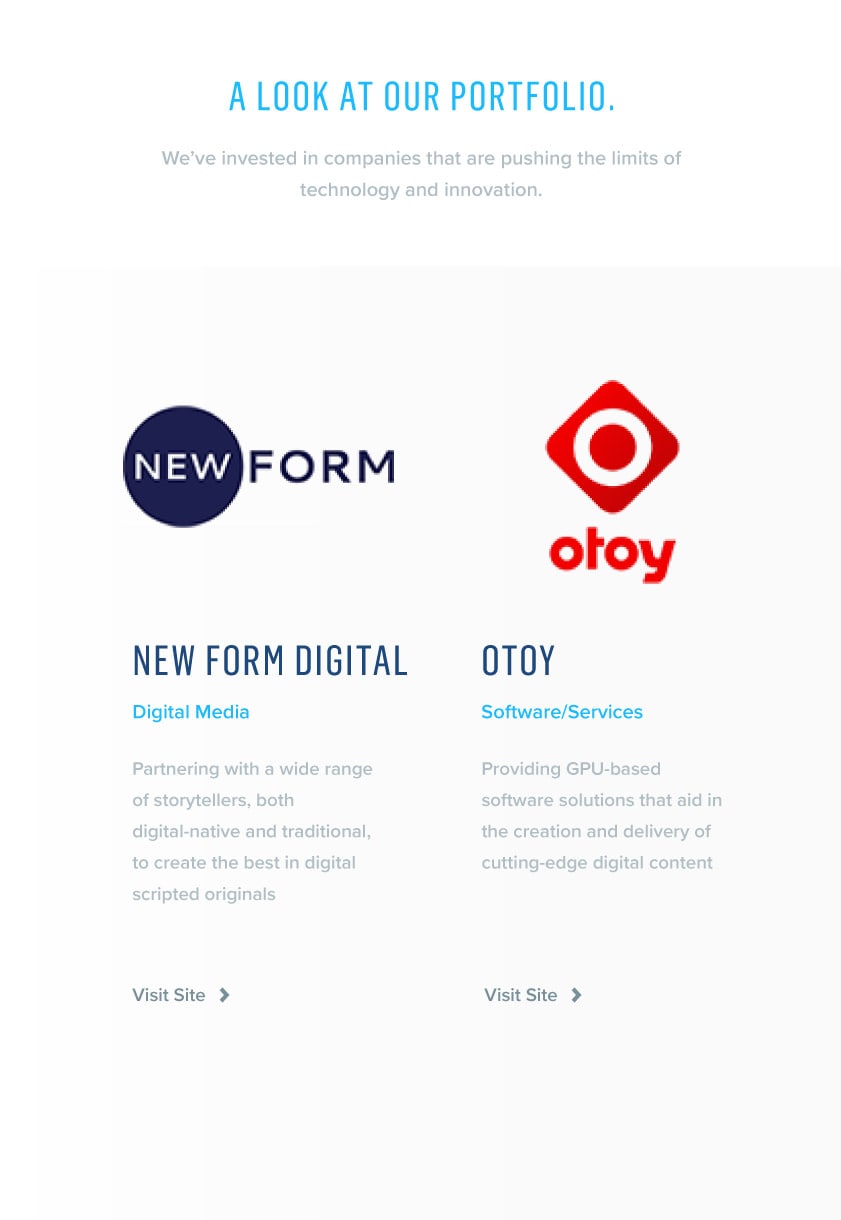 A LOOK AT OUR PORTFOLIO.
We’ve invested in companies that are pushing the limits of
technology and innovation.
NEW FORM
otoy
NEW FORM DIGITAL
Digital Media
Partnering with a wide range
of storytellers, both
digital-native and traditional,
to create the best in digital
scripted originals
Visit Site
OTOY
Software/Services
Providing GPU-based
software solutions that aid in
the creation and delivery of
cutting-edge digital content
Visit Site